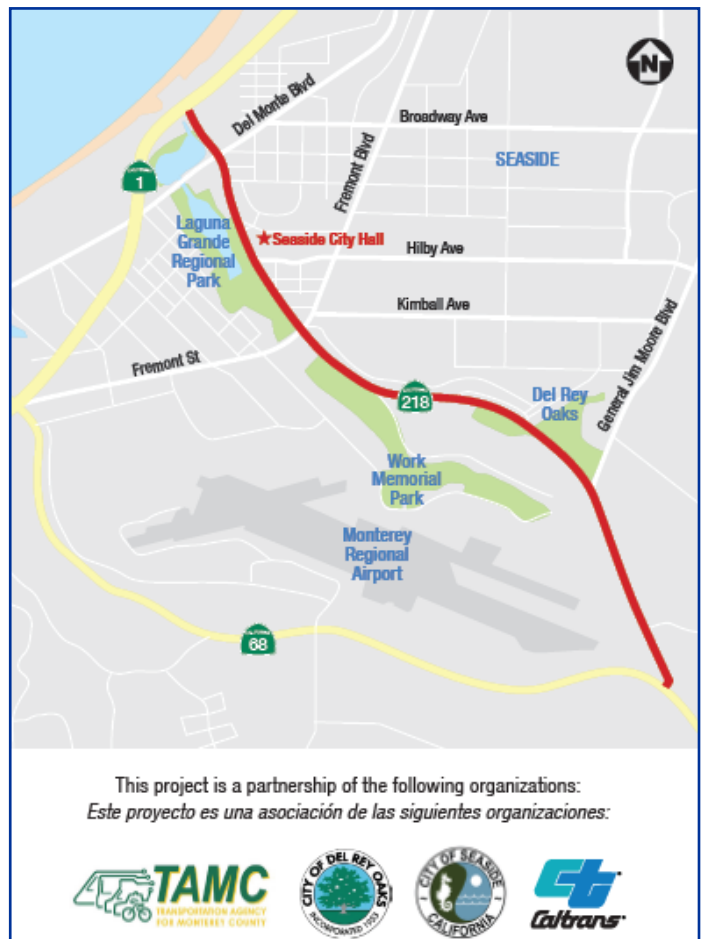 N
Del Monte Blvd
Broadway Ave
Fremont Blvd
SEASIDE
1
Laguna
Grande
Regional
Park
★Seaside City Hall
Hilby Ave
Kimball Ave
General Jim Moore Blvd
Fremont St
CALIFORNIA
218
Del Rey
Oaks
Work
Memorial
Park
Monterey
Regional
Airport
CALIFORNIA
68
This project is a partnership of the following organizations:
Este proyecto es una asociación de las siguientes organizaciones:
TAMC
TRANSPORTATION AGENCY
FOR MONTEREY COUNTY
CITY OF DEL REY OAKS
INCORPORATED 1953
CITY OF SEASIDE
CALIFORNIA
Caltrans